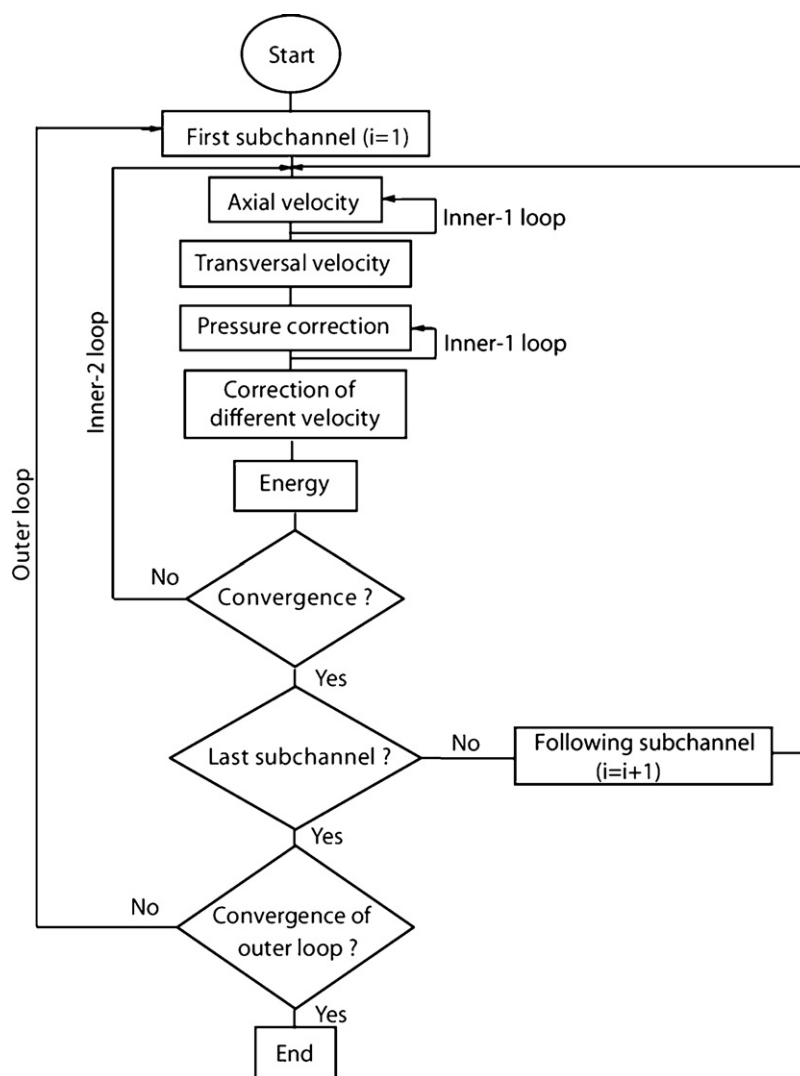 Start
First subchannel (i=1)
Axial velocity
Inner-1 loop
Transversal velocity
Pressure correction
Inner-1 loop
Correction of
different velocity
Energy
Inner-2 loop
Outer loop
No
Convergence ?
Yes
Last subchannel ?
No
Following subchannel
(i=i+1)
Yes
No
Convergence of
outer loop ?
Yes
End